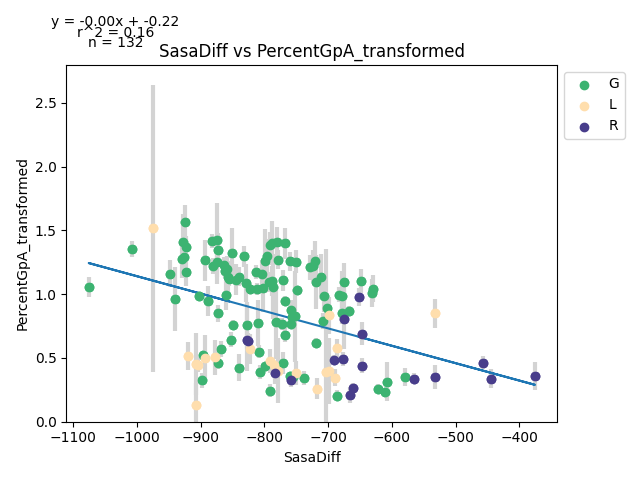 y = -0.00x + -0.22
r^2 = 0.16
n = 132
SasaDiff vs PercentGpA_transformed
G
L
R
2.5
2.0
1.5
1.0
0.5
0.0
PercentGpA_transformed
−1100 −1000 −900 −800 −700 −600 −500 −400
SasaDiff